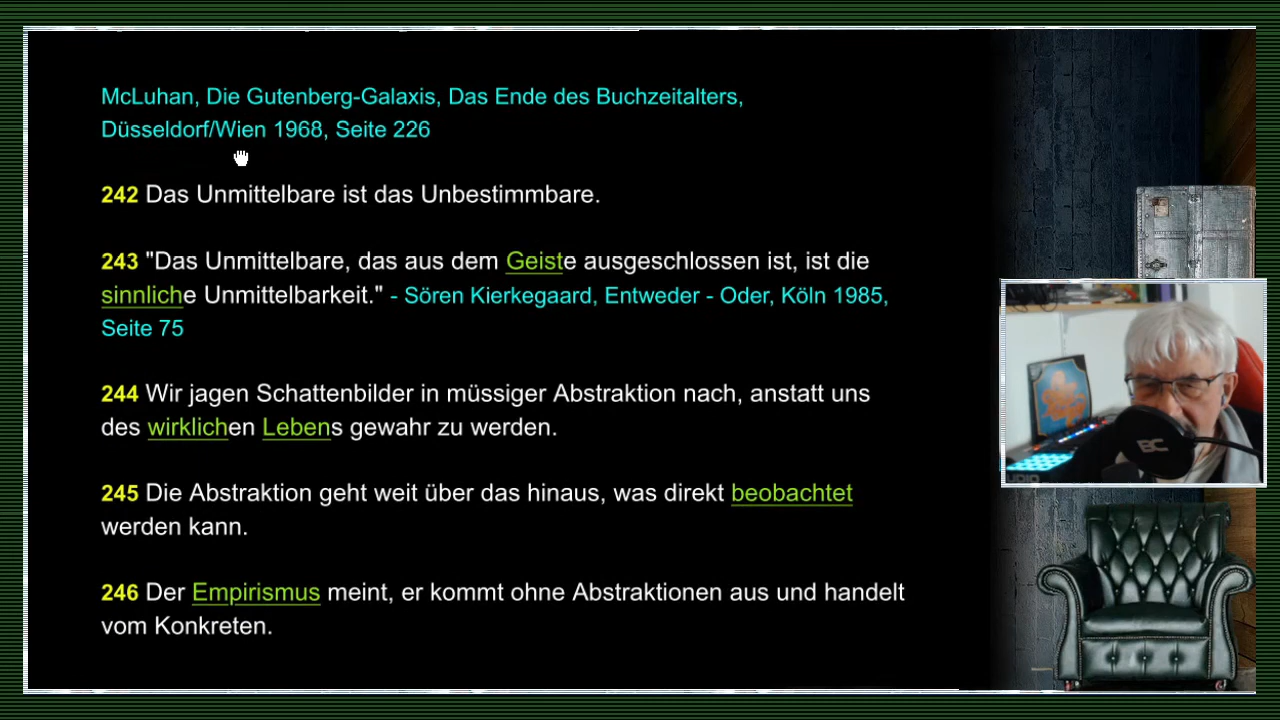 McLuhan, Die Gutenberg-Galaxis, Das Ende des Buchzeitalters,
Düsseldorf/Wien 1968, Seite 226
242 Das Unmittelbare ist das Unbestimmbare.
243 "Das Unmittelbare, das aus dem Geiste ausgeschlossen ist, ist die
sinnliche Unmittelbarkeit." - Sören Kierkegaard, Entweder - Oder, Köln 1985,
Seite 75
244 Wir jagen Schattenbilder in müssiger Abstraktion nach, anstatt uns
des wirklichen Lebens gewahr zu werden.
245 Die Abstraktion geht weit über das hinaus, was direkt beobachtet
werden kann.
246 Der Empirismus meint, er kommt ohne Abstraktionen aus und handelt
vom Konkreten.